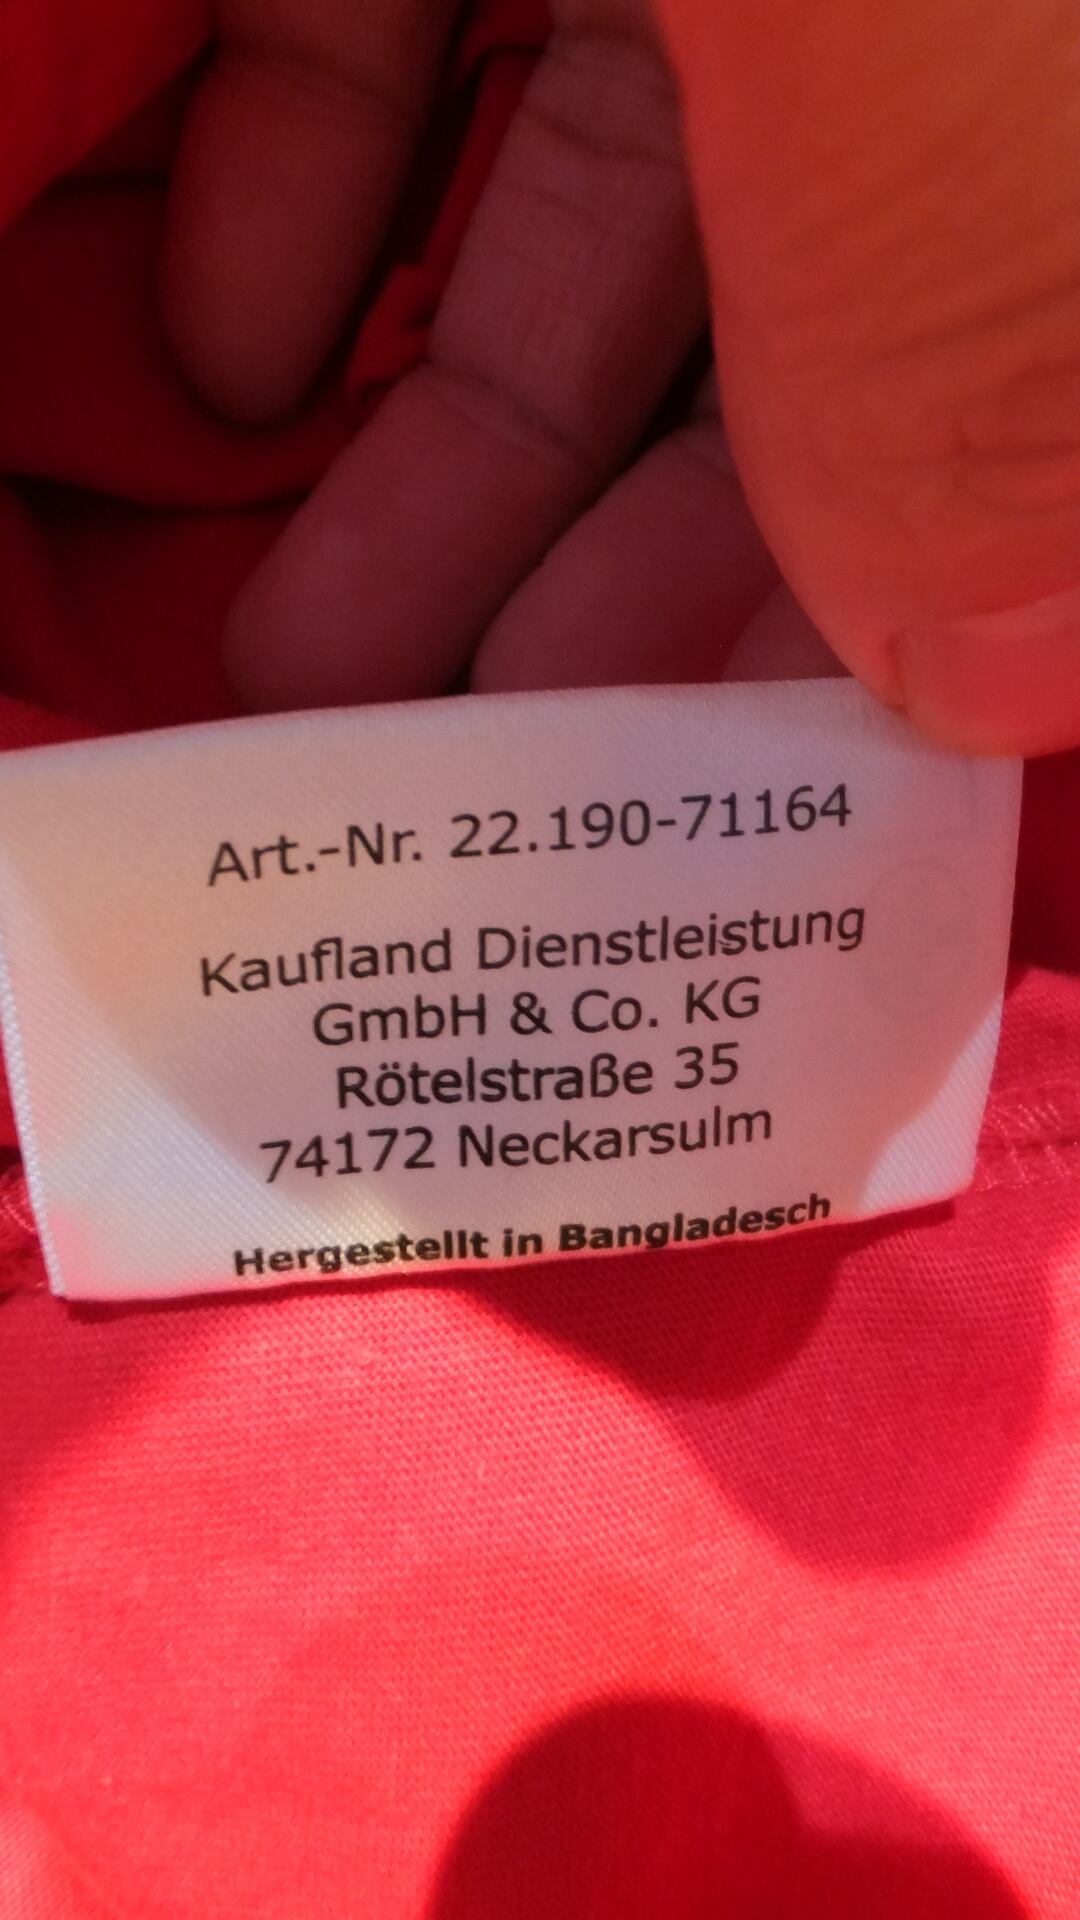 Art.-Nr. 22.190-71164
Kaufland Dienstleistung
GmbH & Co. KG
Rötelstraße 35
74172 Neckarsulm
Hergestellt in Bangladesch